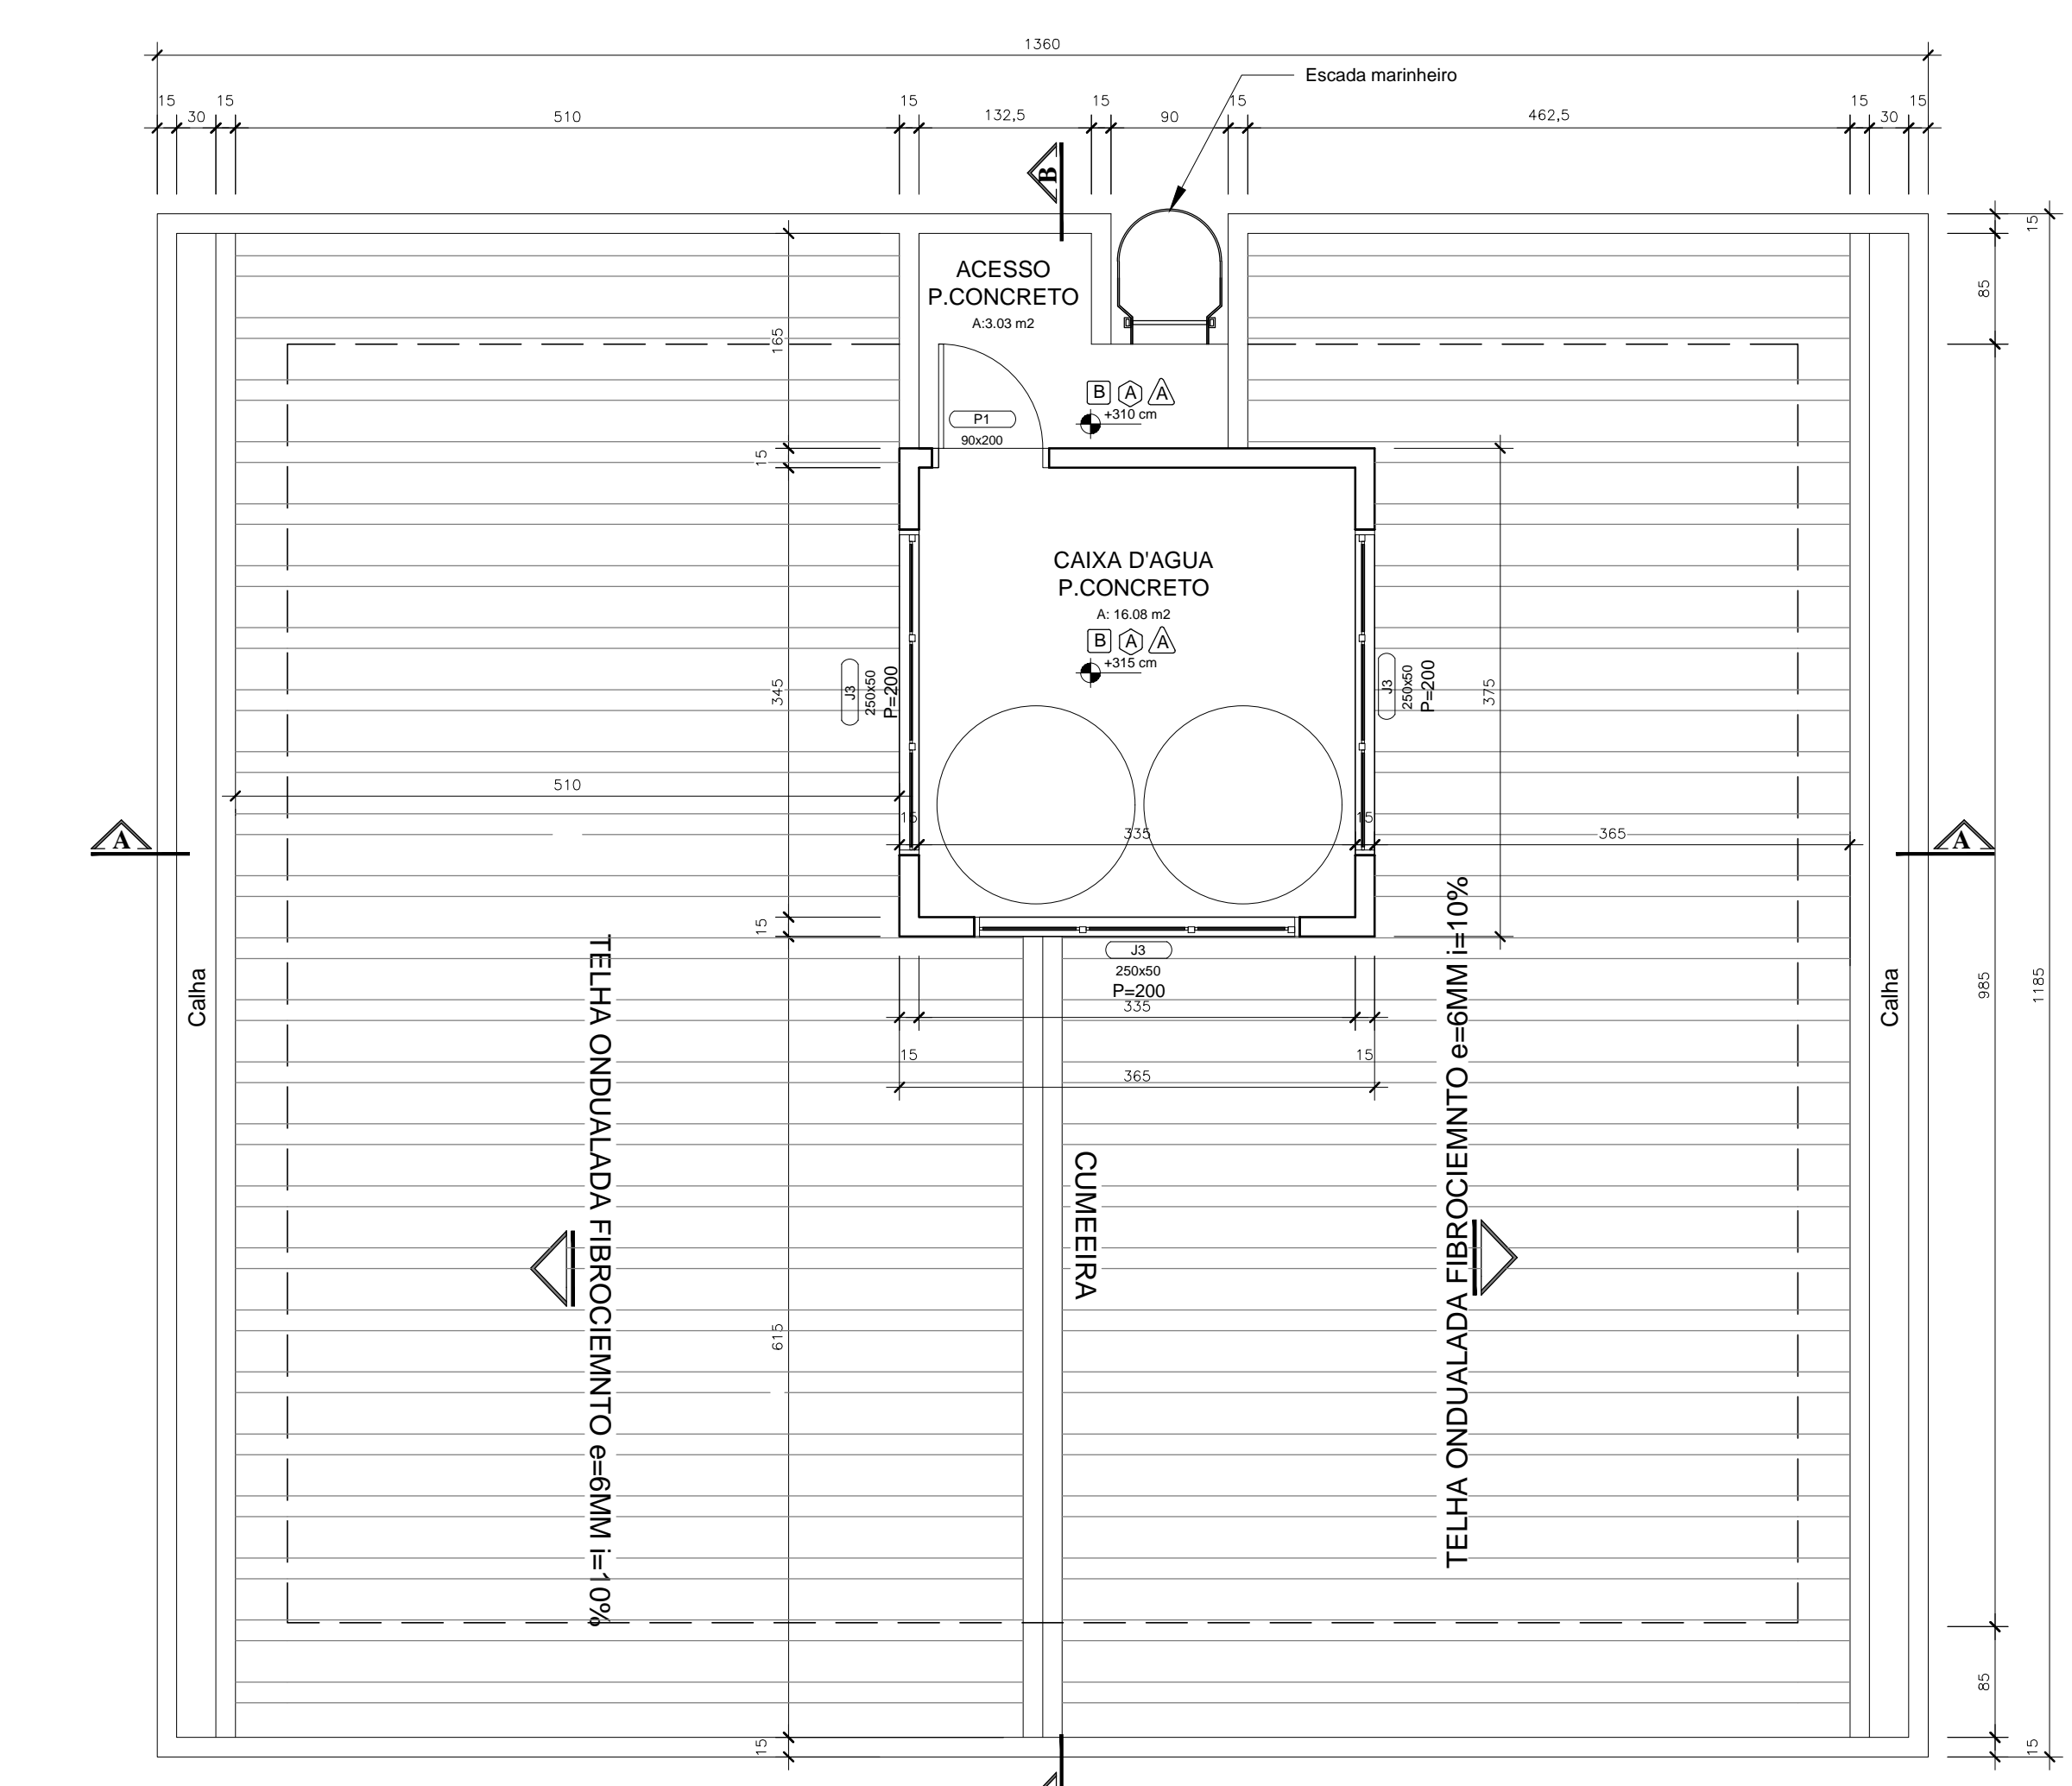 1360
Escada marinheiro
15
30
15
510
15
132,5
15
90
15
462,5
15
30
15
B
15
85
985
85
15
1185
ACESSO
P.CONCRETO
A:3.03 m2
B A A
+310 cm
P1
90x200
165
15
345
15
615
15
CAIXA D'AGUA
P.CONCRETO
A: 16.08 m2
B A A
+315 cm
J3
250x50
P=200
J3
250x50
P=200
375
510
15
335
15
365
A
A
J3
250x50
P=200
335
15
15
365
Calha
Calha
TELHA ONDUALADA FIBROCIEMNTO e=6MM i=10%
CUMEEIRA
TELHA ONDUALADA FIBROCIEMNTO e=6MM i=10%